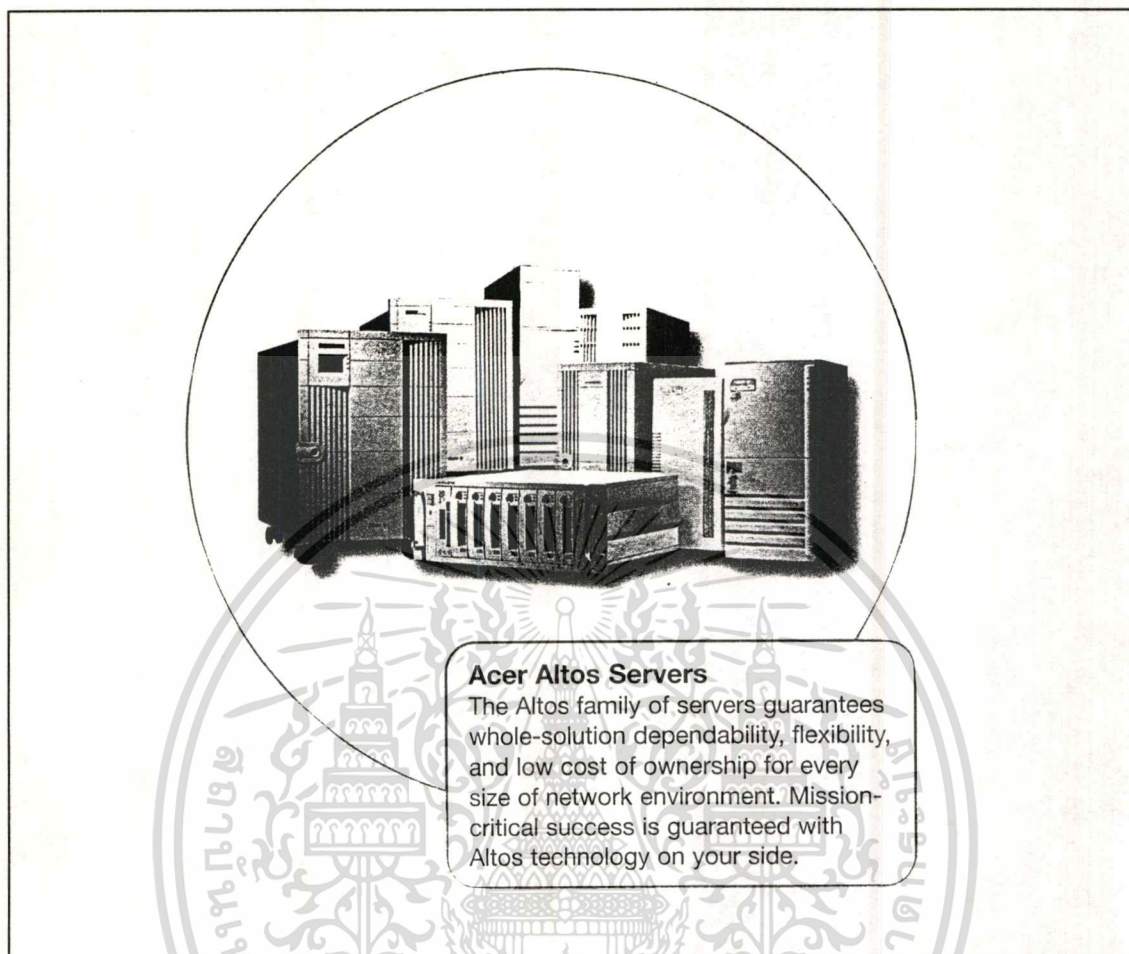 Acer Altos Servers
The Altos family of servers guarantees
whole-solution dependability, flexibility,
and low cost of ownership for every
size of network environment. Mission-
critical success is guaranteed with
Altos technology on your side.